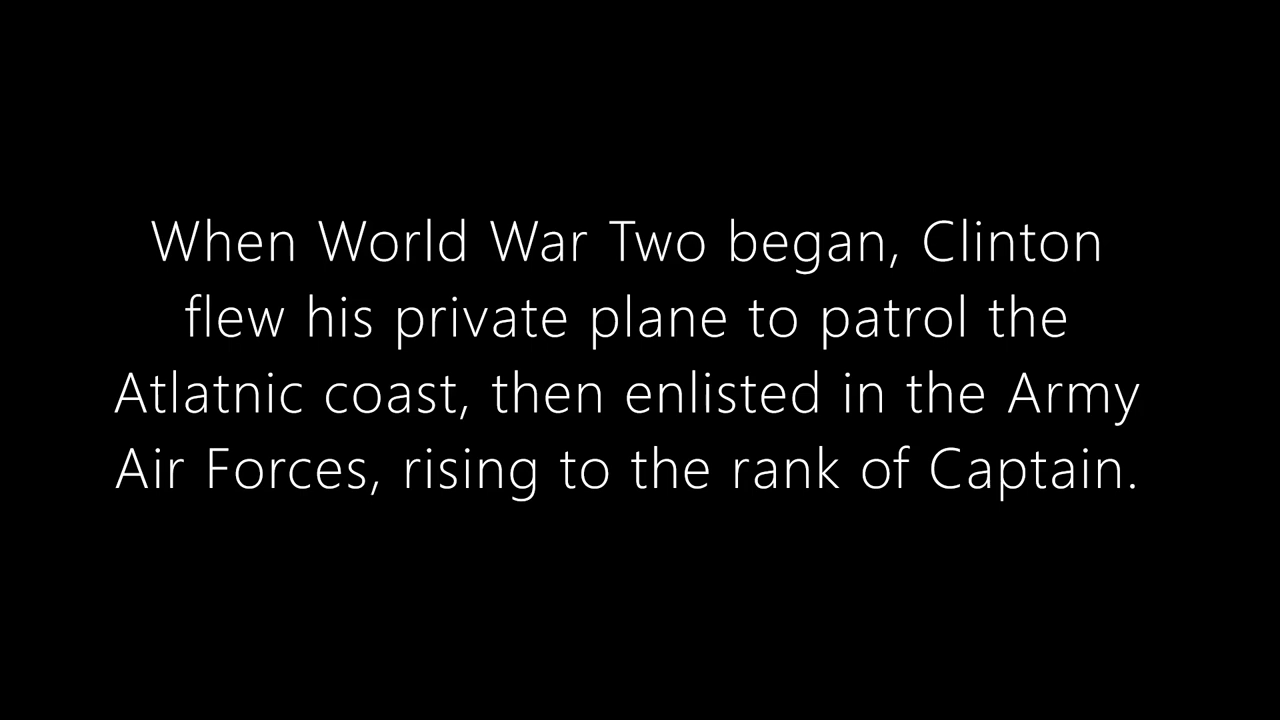 When World War Two began, Clinton
flew his private plane to patrol the
Atlatnic coast, then enlisted in the Army
Air Forces, rising to the rank of Captain.